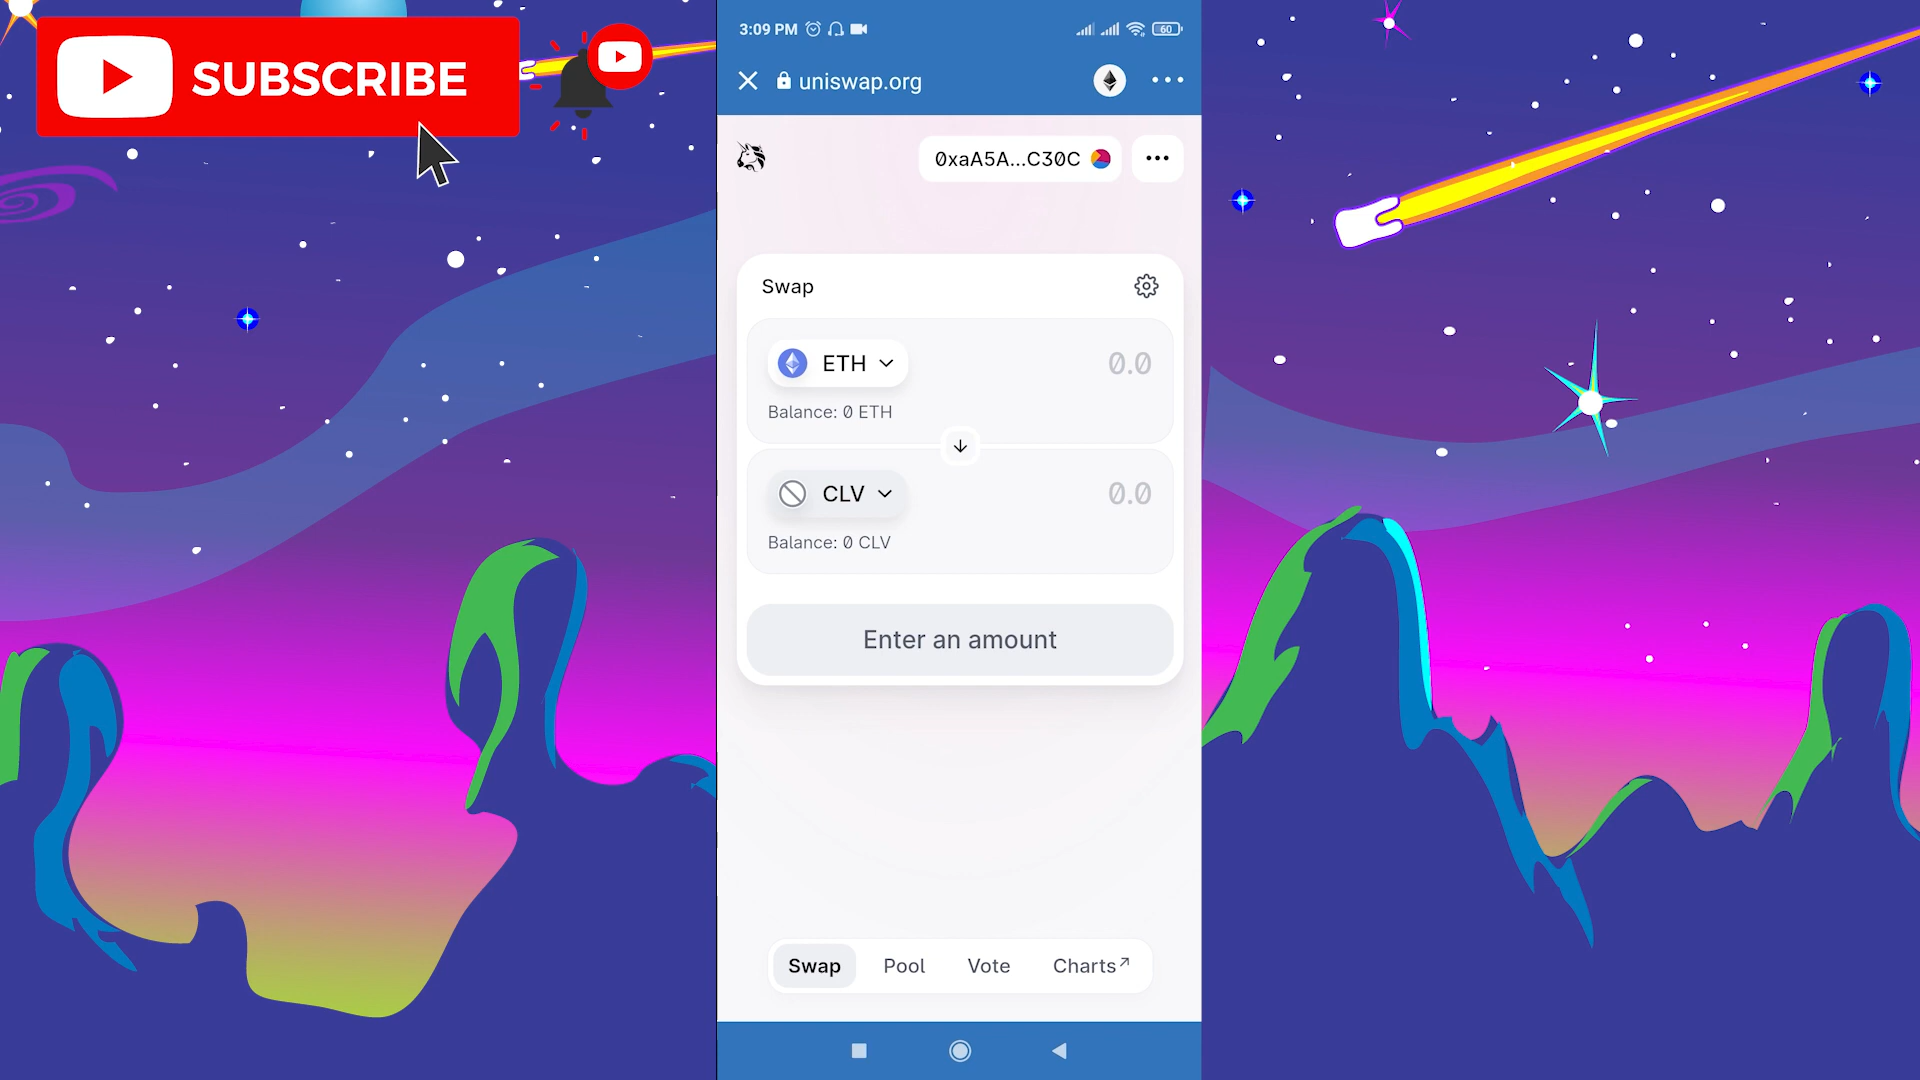 SUBSCRIBE
3:09 PM
60
uniswap.org
0xaA5A...C30C
Swap
ETH
0.0
Balance: 0 ETH
CLV
0.0
Balance: 0 CLV
Enter an amount
Swap
Pool
Vote
Charts↗